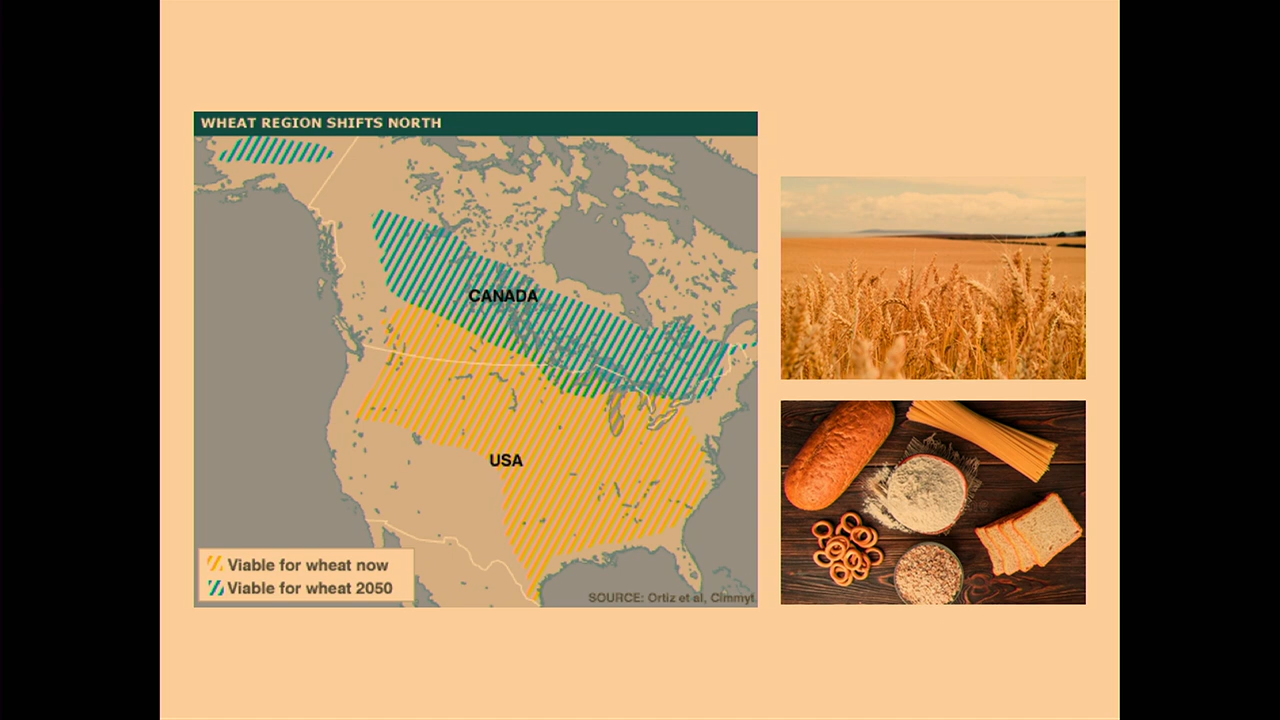 WHEAT REGION SHIFTS NORTH
CANADA
USA
Viable for wheat now
Viable for wheat 2050
SOURCE: Ortiz et al, Cimmyt